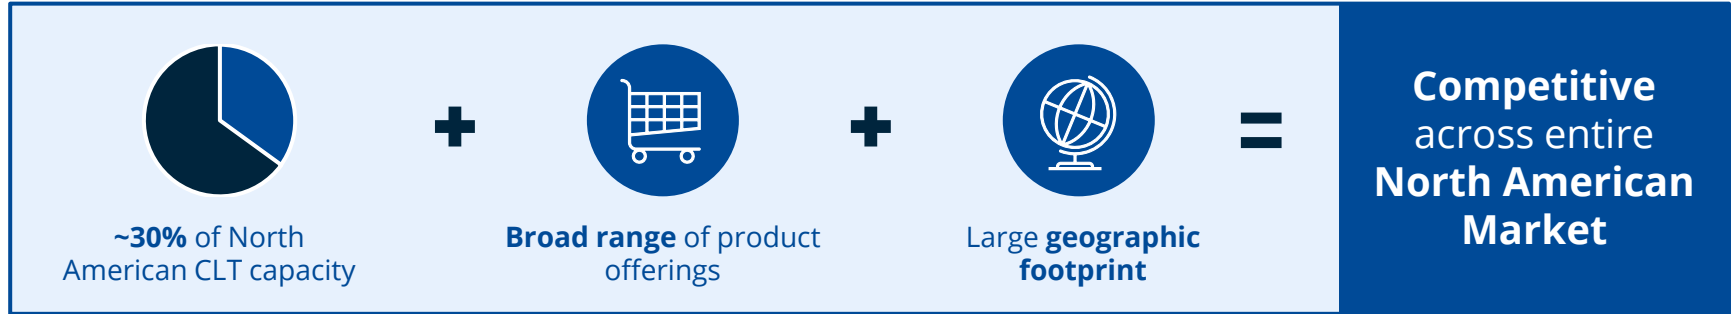 ~30% of North
American CLT capacity
+
Broad range of product
offerings
+
Large geographic
footprint
=
Competitive
across entire
North American
Market